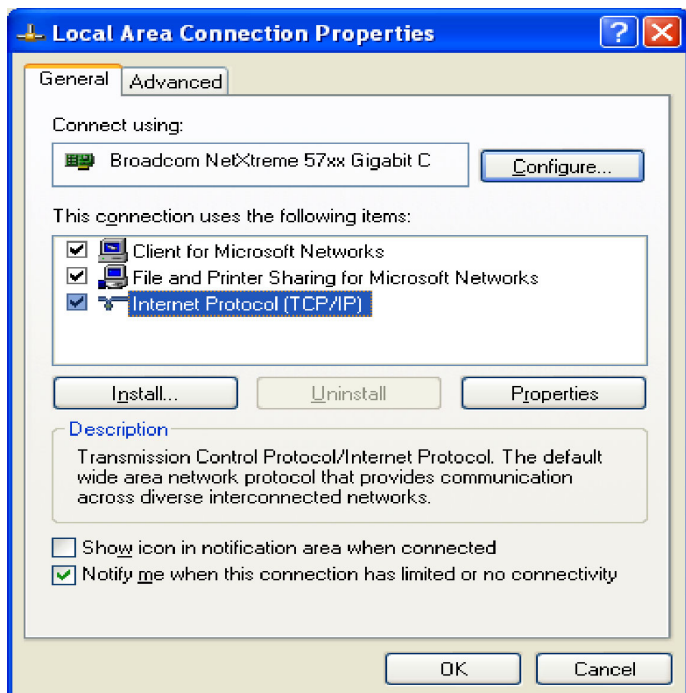 Local Area Connection Properties
General
Advanced
Connect using:
Broadcom NetXtreme 57xx Gigabit C
Configure...
This connection uses the following items:
Client for Microsoft Networks
File and Printer Sharing for Microsoft Networks
Internet Protocol (TCP/IP)
Install...
Uninstall
Properties
Description
Transmission Control Protocol/Internet Protocol. The default
wide area network protocol that provides communication
across diverse interconnected networks.
Show icon in notification area when connected
Notify me when this connection has limited or no connectivity
OK
Cancel